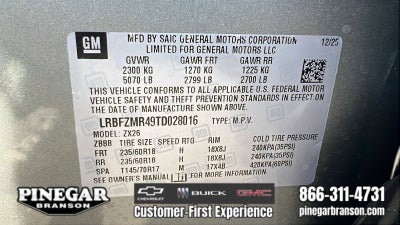 GM
MFD BY SAIC GENERAL MOTORS CORPORATION
LIMITED FOR GENERAL MOTORS LLC
12/25
GVWR GAWR FRT GAWR RR
2300 KG 1270 KG 1225 KG
5070 LB 2799 LB 2700 LB
THIS VEHICLE CONFORMS TO ALL APPLICABLE U.S. FEDERAL MOTOR
VEHICLE SAFETY, BUMPER, AND THEFT PREVENTION STANDARDS IN EFFECT ON
THE DATE OF MANUFACTURE SHOWN ABOVE.
LRBFZMR49TD028016 TYPE: M.P.V.
MODEL: ZX26
ZBBB TIRE SIZE SPEED RTG RIM COLD TIRE PRESSURE
FRT 235/60R18 H 18X8J 240KPA(35PSI)
RR 235/60R18 H 18X8J 240KPA(35PSI)
SPA T145/70R17 M 17X4B 420KPA(60PSI)
SEE OWNER'S MANUAL FOR MORE INFORMATION.
PINEGAR
BRANSON
CHEVROLET
BUICK
GMC
Customer-First Experience
866-311-4731
pinegarbranson.com